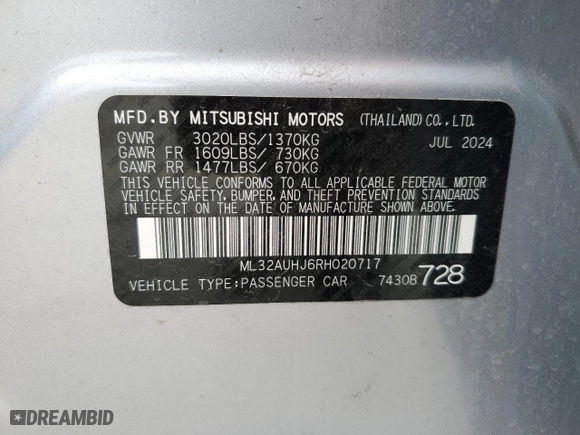 MFD.BY MITSUBISHI MOTORS (THAILAND)CO.,LTD.
GVWR 3020LBS/1370KG JUL 2024
GAWR FR 1609LBS/ 730KG
GAWR RR 1477LBS/ 670KG
THIS VEHICLE CONFORMS TO ALL APPLICABLE FEDERAL MOTOR
VEHICLE SAFETY, BUMPER, AND THEFT PREVENTION STANDARDS
IN EFFECT ON THE DATE OF MANUFACTURE SHOWN ABOVE.
ML32AUHJ6RH020717
VEHICLE TYPE:PASSENGER CAR 7430B 728
DREAMBID